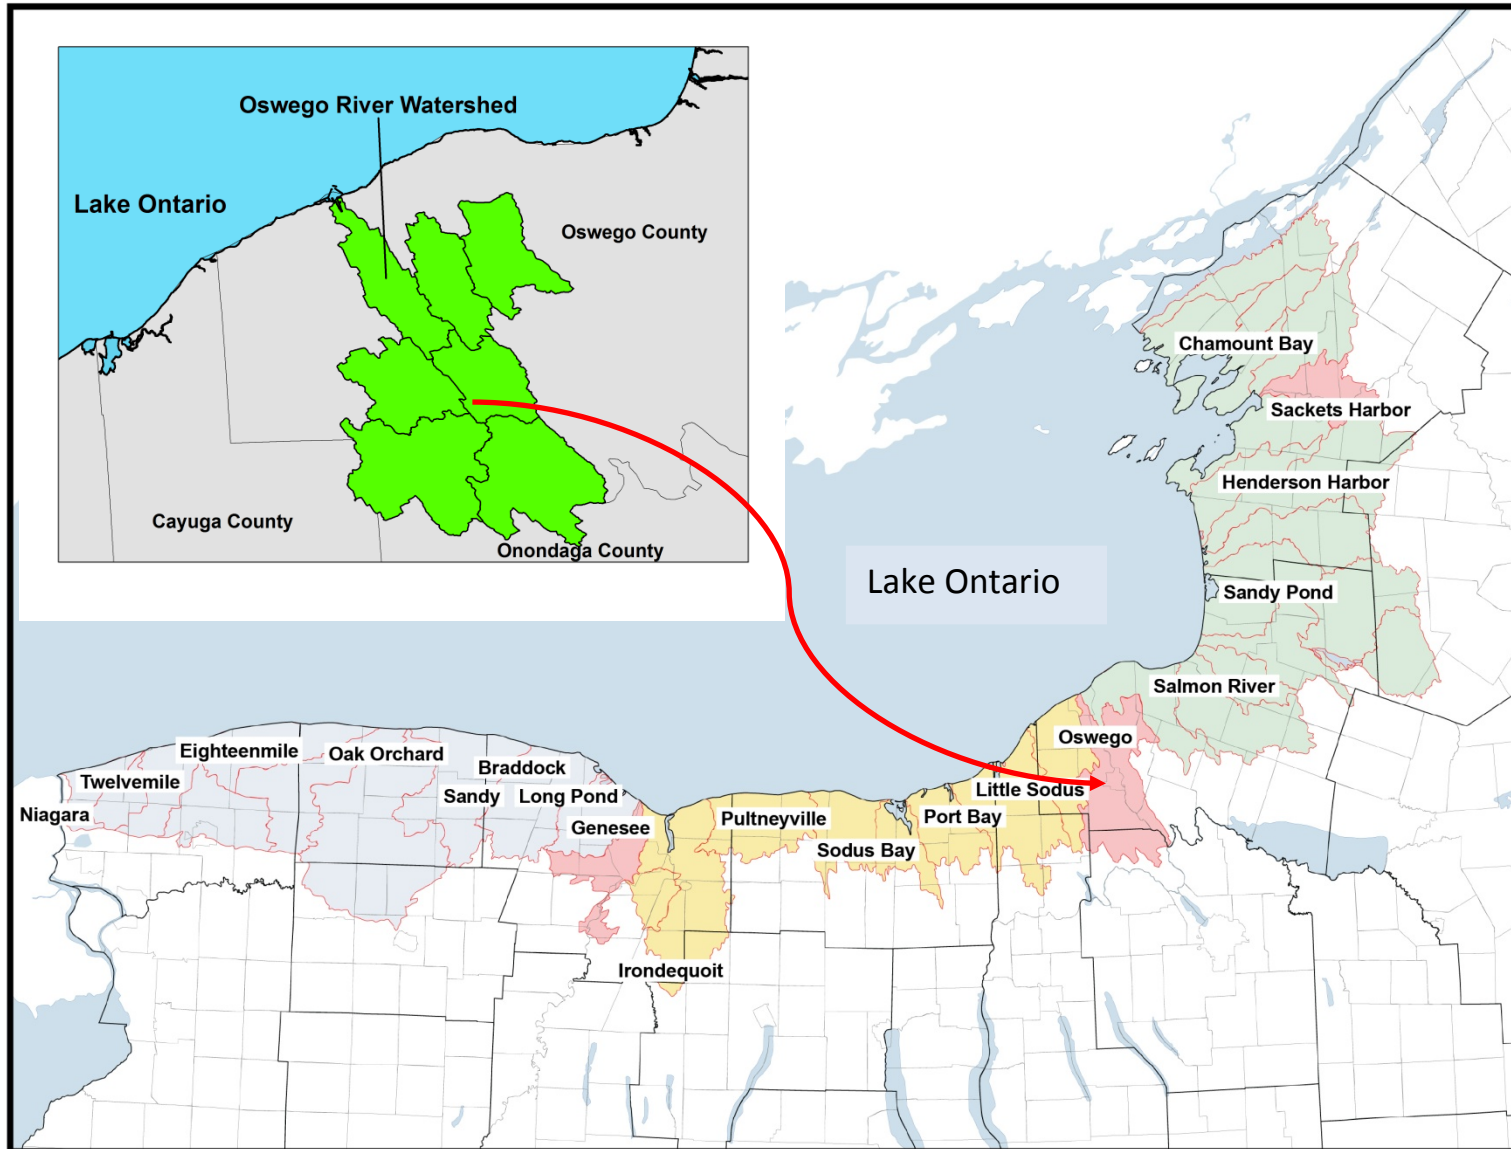 Oswego River Watershed
Lake Ontario
Oswego County
Cayuga County
Onondaga County
Lake Ontario
Chamount Bay
Sackets Harbor
Henderson Harbor
Sandy Pond
Salmon River
Oswego
Little Sodus
Port Bay
Sodus Bay
Pultneyville
Irondequoit
Genesee
Long Pond
Braddock
Sandy
Oak Orchard
Eighteenmile
Twelvemile
Niagara